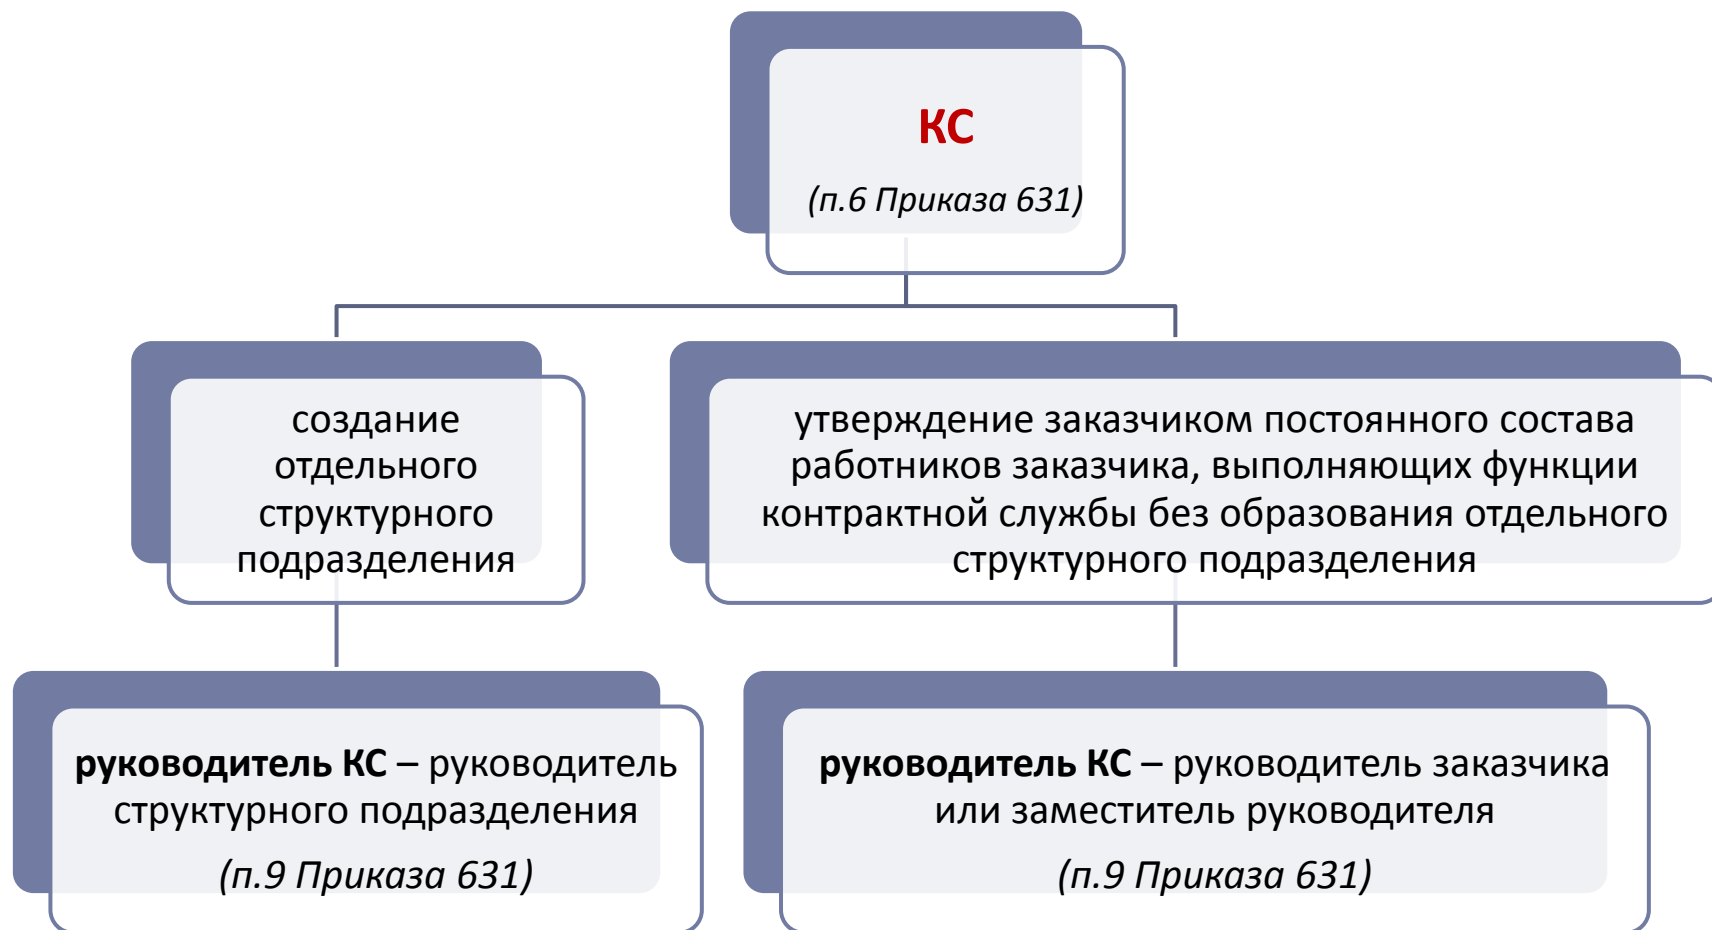 КС
(п.6 Приказа 631)
создание
отдельного
структурного
подразделения
утверждение заказчиком постоянного состава
работников заказчика, выполняющих функции
контрактной службы без образования отдельного
структурного подразделения
руководитель КС – руководитель
структурного подразделения
(п.9 Приказа 631)
руководитель КС – руководитель заказчика
или заместитель руководителя
(п.9 Приказа 631)